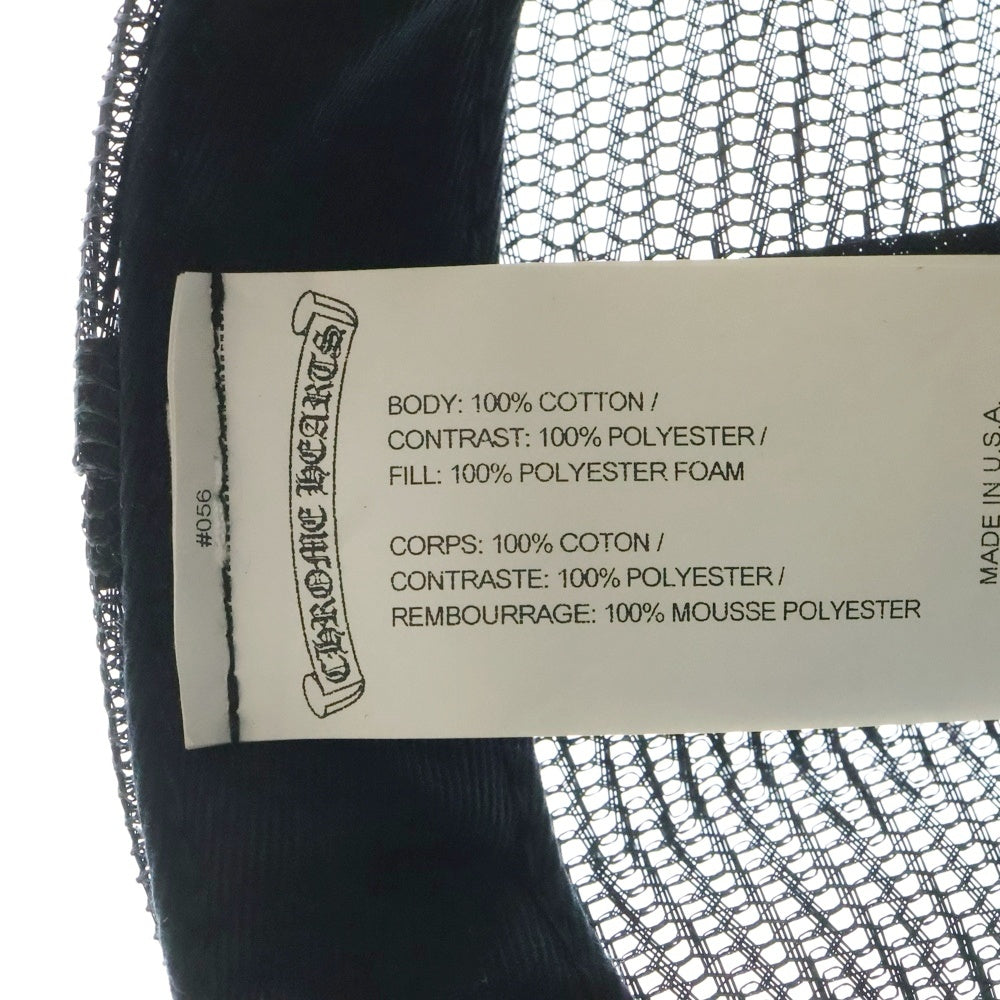 #056
CHROME HEARTS
BODY: 100% COTTON /
CONTRAST: 100% POLYESTER /
FILL: 100% POLYESTER FOAM
CORPS: 100% COTON /
CONTRASTE: 100% POLYESTER /
REMBOURRAGE: 100% MOUSSE POLYESTER
MADE IN U.S.A.